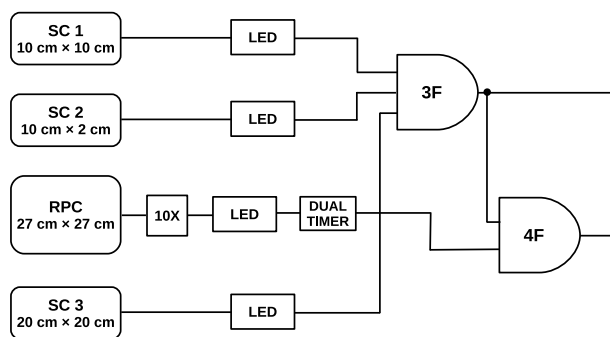 SC 1
10 cm × 10 cm
LED
SC 2
10 cm × 2 cm
LED
3F
RPC
27 cm × 27 cm
10X
LED
DUAL
TIMER
4F
SC 3
20 cm × 20 cm
LED